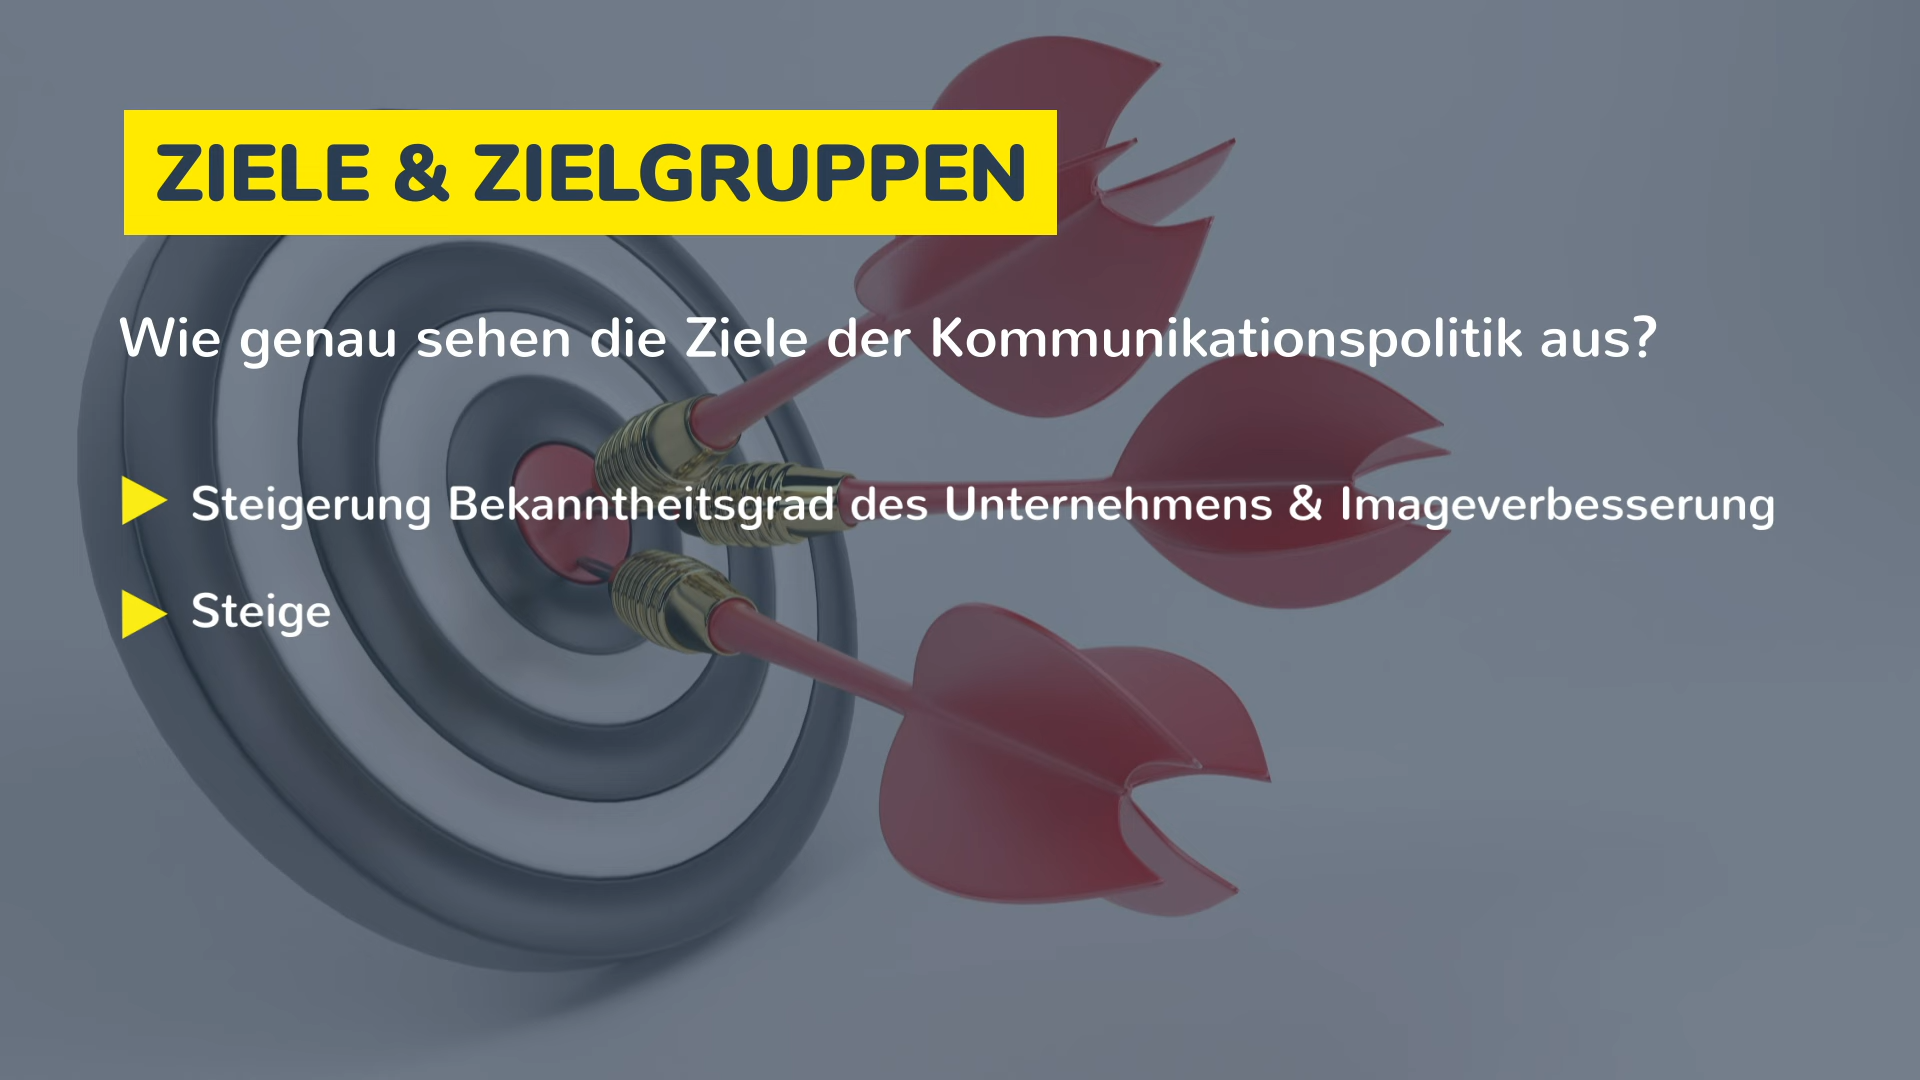 ZIELE & ZIELGRUPPEN
Wie genau sehen die Ziele der Kommunikationspolitik aus?
Steigerung Bekanntheitsgrad des Unternehmens & Imageverbesserung
Steige